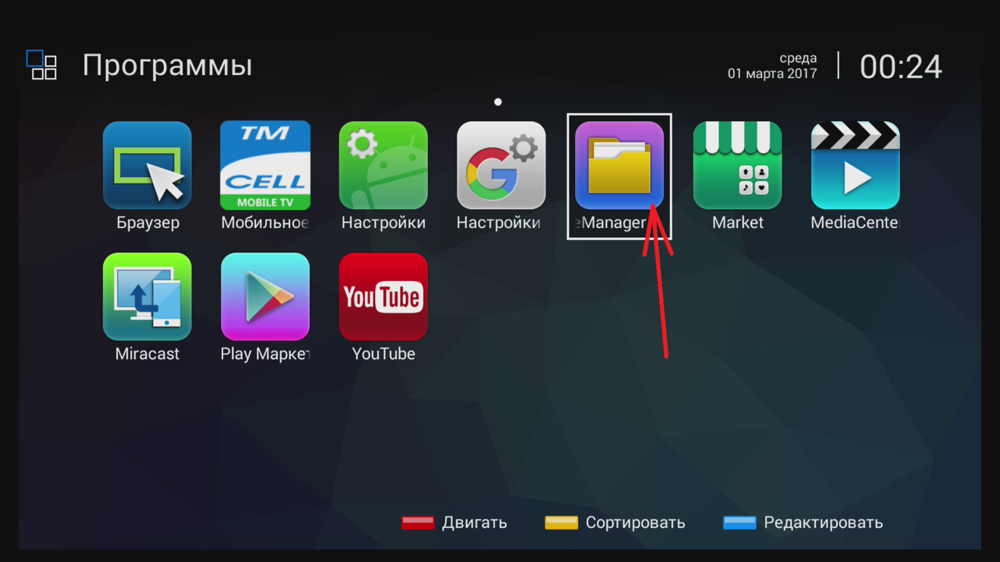 Программы
среда
01 марта 2017
00:24
TM
CELL
MOBILE TV
Браузер
Мобильное
Настройки
Настройки
eManager
Market
MediaCente
YouTube
Miracast
Play Маркет
YouTube
Двигать
Сортировать
Редактировать